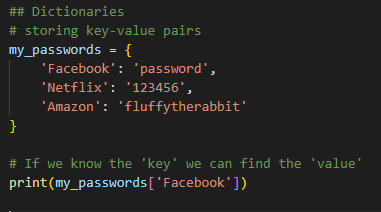 ## Dictionaries
# storing key-value pairs
my_passwords = {
    'Facebook': 'password',
    'Netflix': '123456',
    'Amazon': 'fluffytherabbit'
}

# If we know the 'key' we can find the 'value'
print(my_passwords['Facebook'])